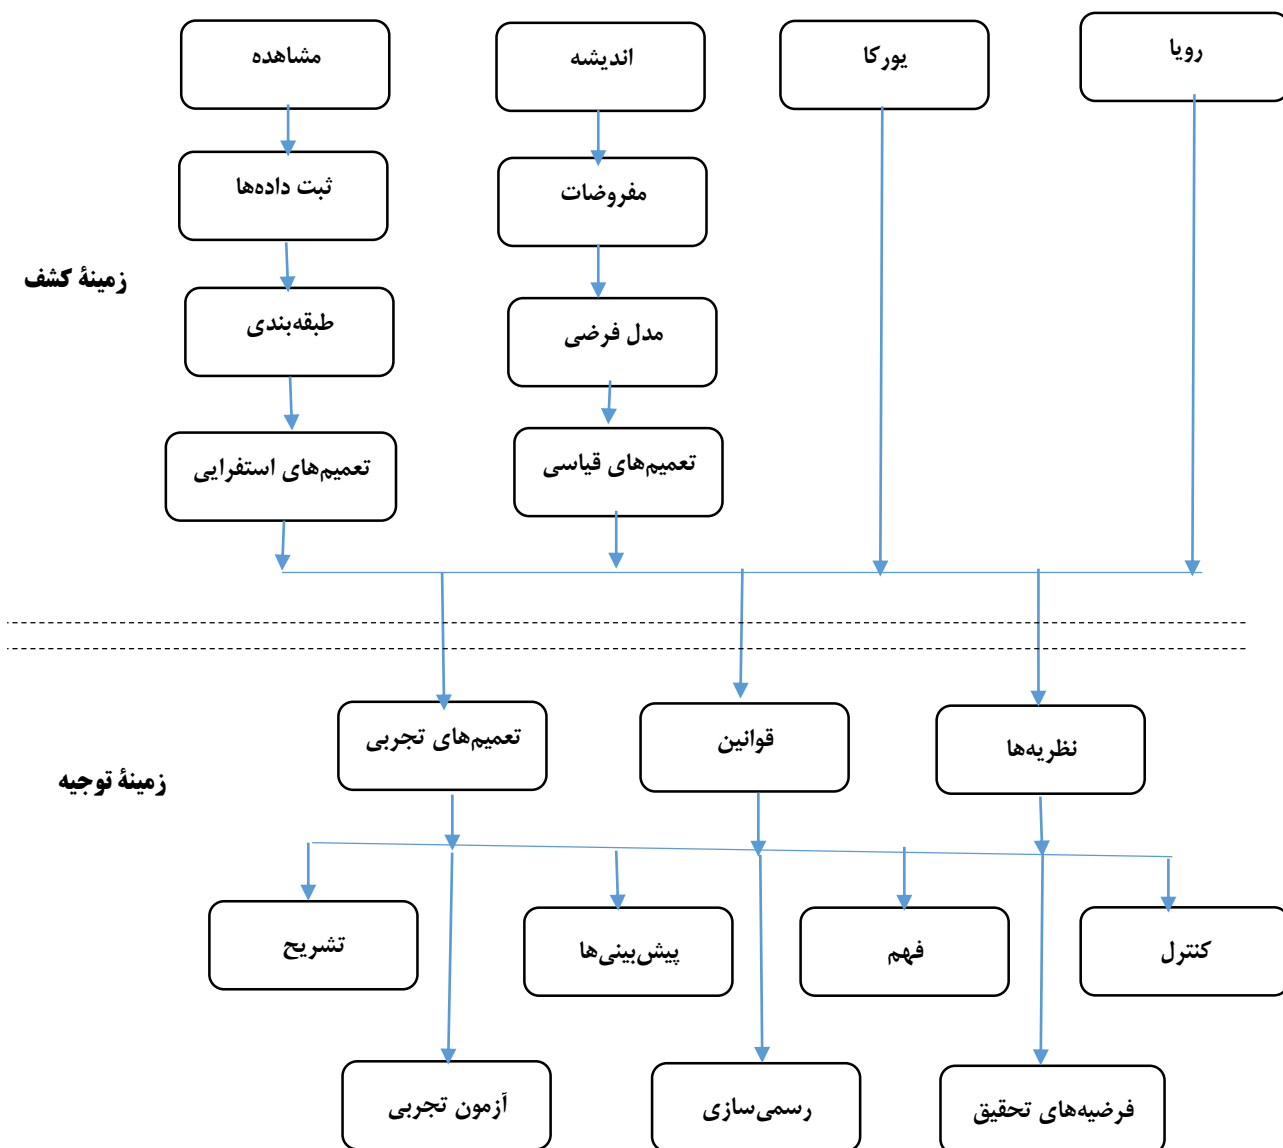 رویا
یورکا
اندیشه
مشاهده
مفروضات
ثبت داده‌ها
زمینهٔ کشف
مدل فرضی
طبقه‌بندی
تعمیم‌های قیاسی
تعمیم‌های استفرایی
نظریه‌ها
قوانین
تعمیم‌های تجربی
زمینهٔ توجیه
کنترل
فهم
پیش‌بینی‌ها
تشریح
فرضیه‌های تحقیق
رسمی‌سازی
آزمون تجربی